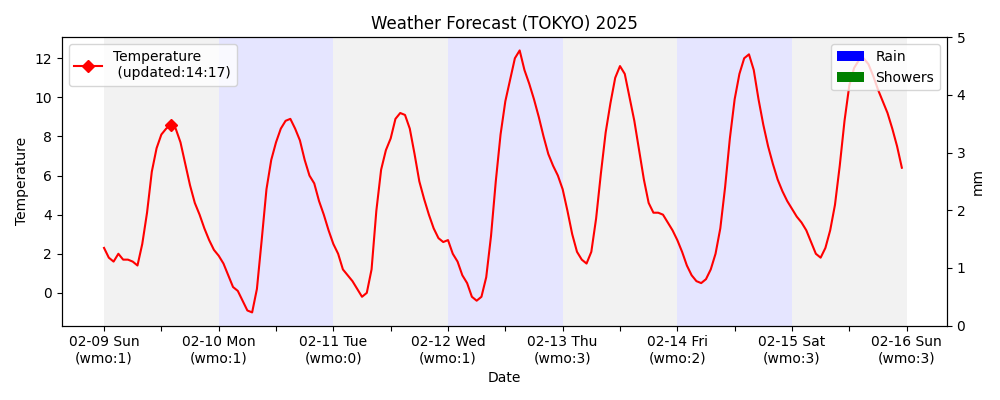 Weather Forecast (TOKYO) 2025
Temperature
(updated:14:17)
Rain
Showers
12
10
8
6
4
2
0
Temperature
5
4
3
2
1
0
mm
02-09 Sun
(wmo:1)
02-10 Mon
(wmo:1)
02-11 Tue
(wmo:0)
02-12 Wed
(wmo:1)
02-13 Thu
(wmo:3)
02-14 Fri
(wmo:2)
02-15 Sat
(wmo:3)
02-16 Sun
(wmo:3)
Date